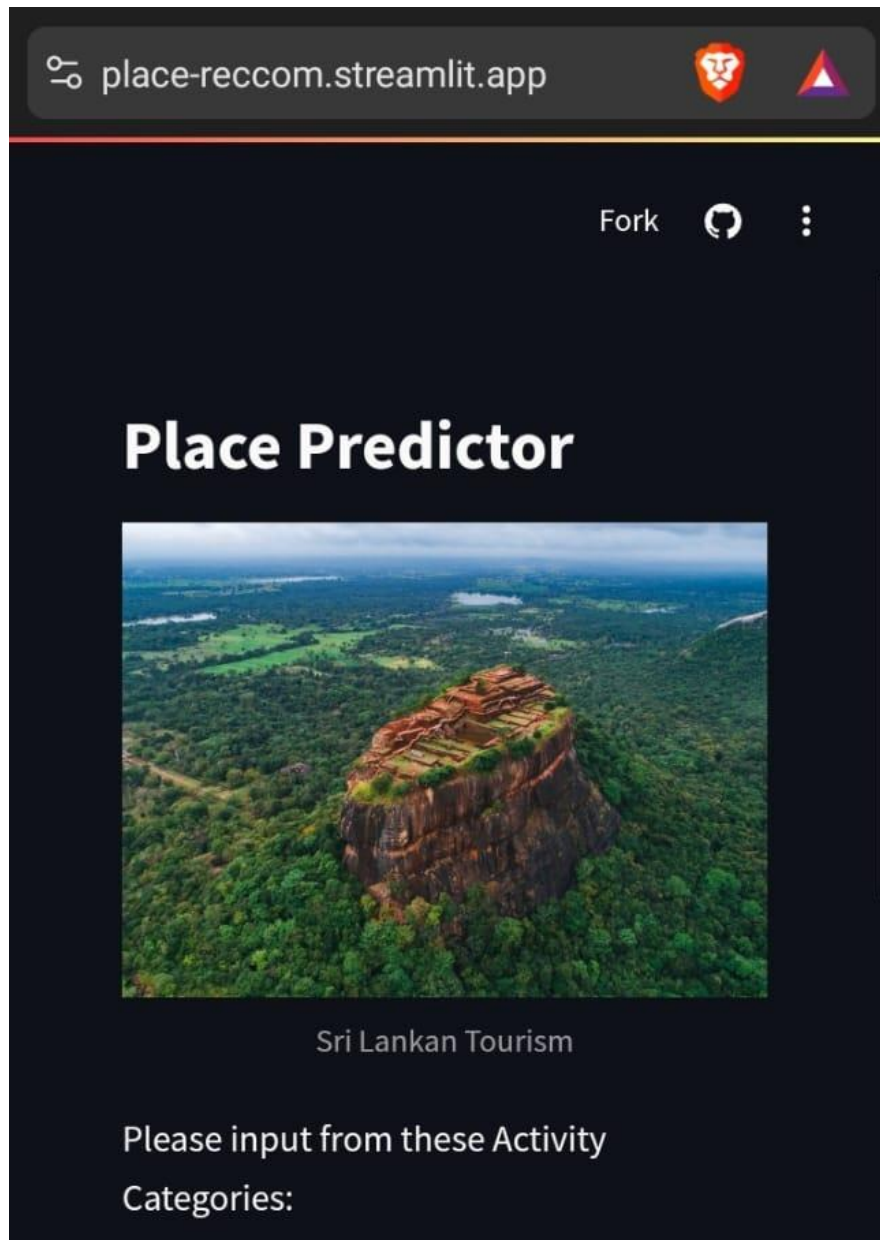 place-reccom.streamlit.app
Fork
Place Predictor
Sri Lankan Tourism
Please input from these Activity
Categories: